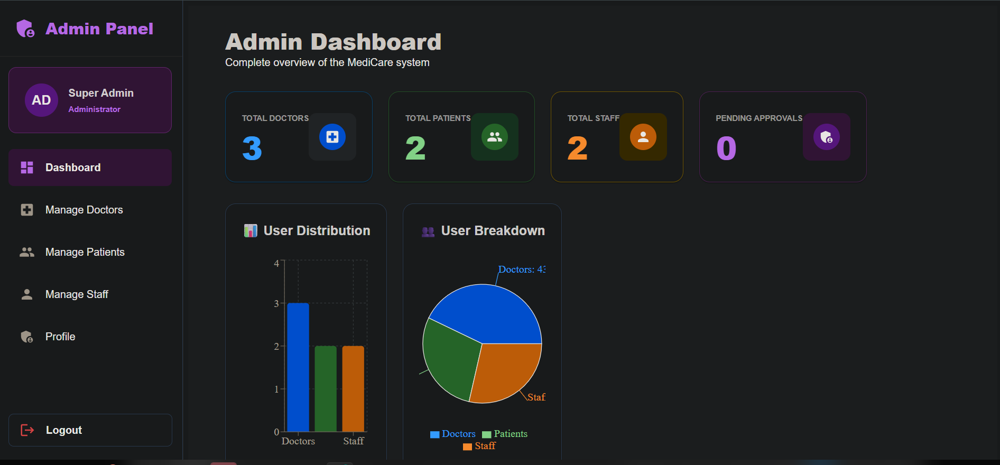 Admin Panel
AD
Super Admin
Administrator
Dashboard
Manage Doctors
Manage Patients
Manage Staff
Profile
Logout
Admin Dashboard
Complete overview of the MediCare system
TOTAL DOCTORS
3
TOTAL PATIENTS
2
TOTAL STAFF
2
PENDING APPROVALS
0
User Distribution
4
3
2
1
0
Doctors
Staff
User Breakdown
Doctors: 43
Staf
Doctors
Patients
Staff